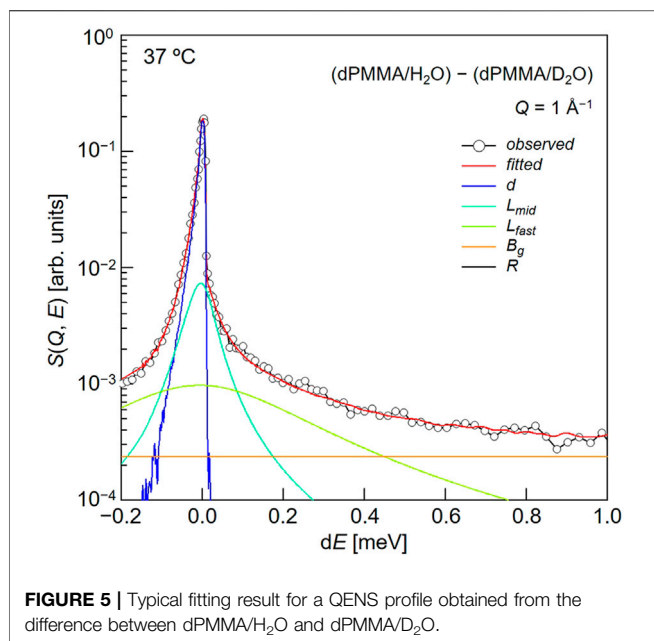 10⁰
37 ºC
(dPMMA/H₂O) − (dPMMA/D₂O)
Q = 1 Å⁻¹
observed
fitted
d
L_mid
L_fast
B_g
R
10⁻¹
10⁻²
10⁻³
10⁻⁴
S(Q, E) [arb. units]
−0.2 0.0 0.2 0.4 0.6 0.8 1.0
dE [meV]
FIGURE 5 | Typical fitting result for a QENS profile obtained from the
difference between dPMMA/H₂O and dPMMA/D₂O.